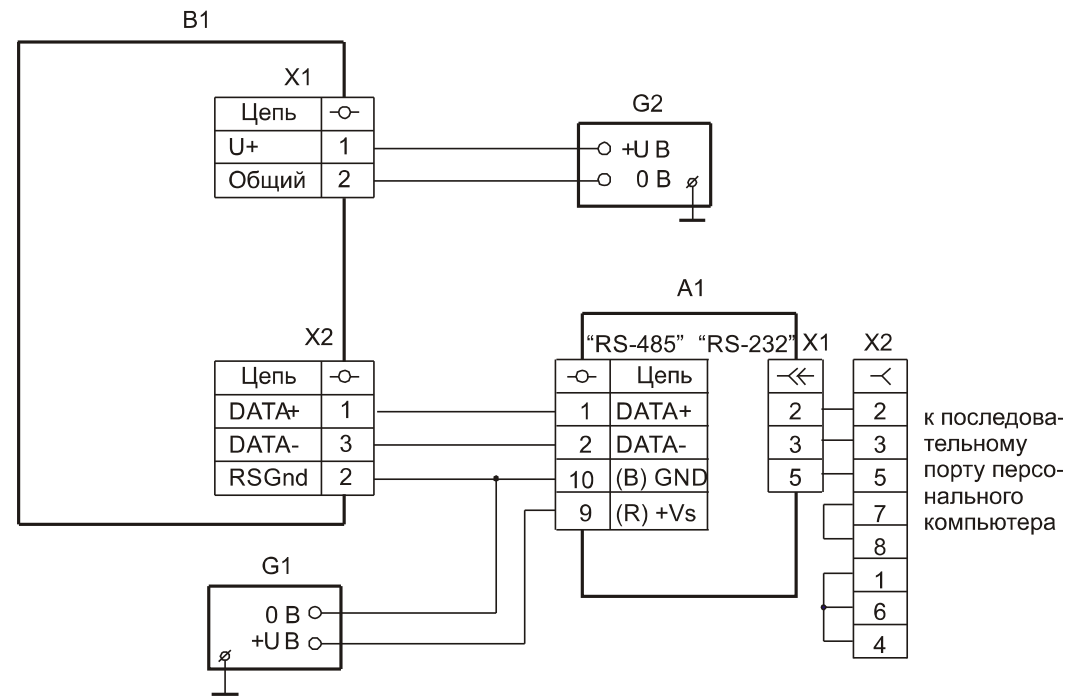 B1
X1
Цепь
U+ 1
Общий 2
G2
+U В
0 В
A1
X2
"RS-485" "RS-232" X1 X2
Цепь
DATA+ 1
DATA- 3
RSGnd 2
Цепь
1 DATA+
2 DATA-
10 (B) GND
9 (R) +Vs
2
3
5
2
3
5
7
8
1
6
4
к последова-
тельному
порту персо-
нального
компьютера
G1
0 В
+U В